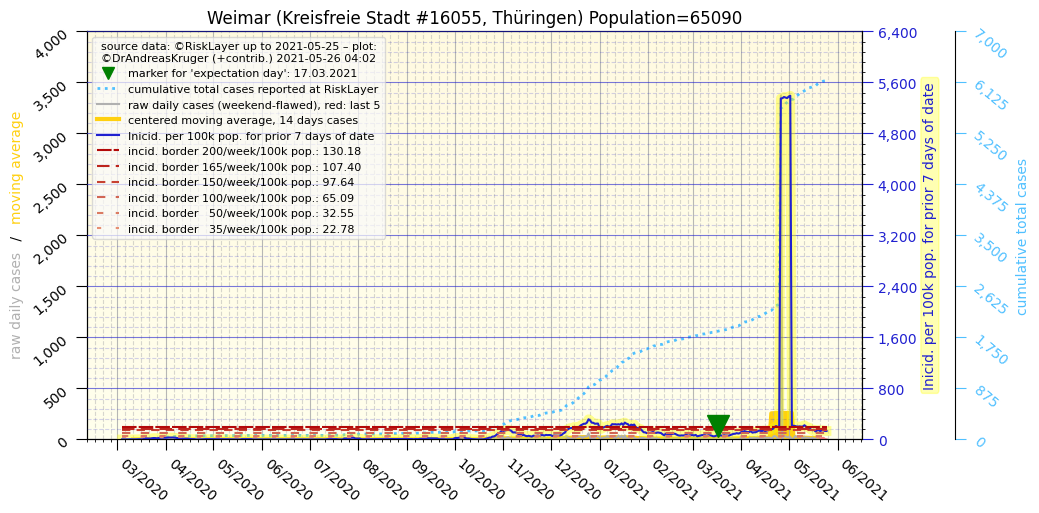 Weimar (Kreisfreie Stadt #16055, Thüringen) Population=65090
source data: ©RiskLayer up to 2021-05-25 – plot:
©DrAndreasKruger (+contrib.) 2021-05-26 04:02
marker for 'expectation day': 17.03.2021
cumulative total cases reported at RiskLayer
raw daily cases (weekend-flawed), red: last 5
centered moving average, 14 days cases
Inicid. per 100k pop. for prior 7 days of date
incid. border 200/week/100k pop.: 130.18
incid. border 165/week/100k pop.: 107.40
incid. border 150/week/100k pop.: 97.64
incid. border 100/week/100k pop.: 65.09
incid. border   50/week/100k pop.: 32.55
incid. border   35/week/100k pop.: 22.78
raw daily cases / moving average
4,000
3,500
3,000
2,500
2,000
1,500
1,000
500
0
03/2020
04/2020
05/2020
06/2020
07/2020
08/2020
09/2020
10/2020
11/2020
12/2020
01/2021
02/2021
03/2021
04/2021
05/2021
06/2021
6,400
5,600
4,800
4,000
3,200
2,400
1,600
800
0
Inicid. per 100k pop. for prior 7 days of date
7,000
6,125
5,250
4,375
3,500
2,625
1,750
875
0
cumulative total cases